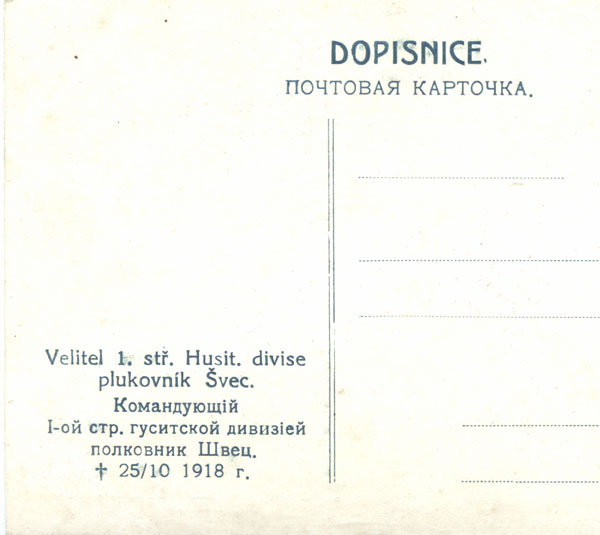 DOPISNICE.
ПОЧТОВАЯ КАРТОЧКА.
Velitel 1. stř. Husit. divise
plukovník Švec.
Командующій
I-ой стр. гуситской дивизіей
полковник Швец.
† 25/10 1918 г.